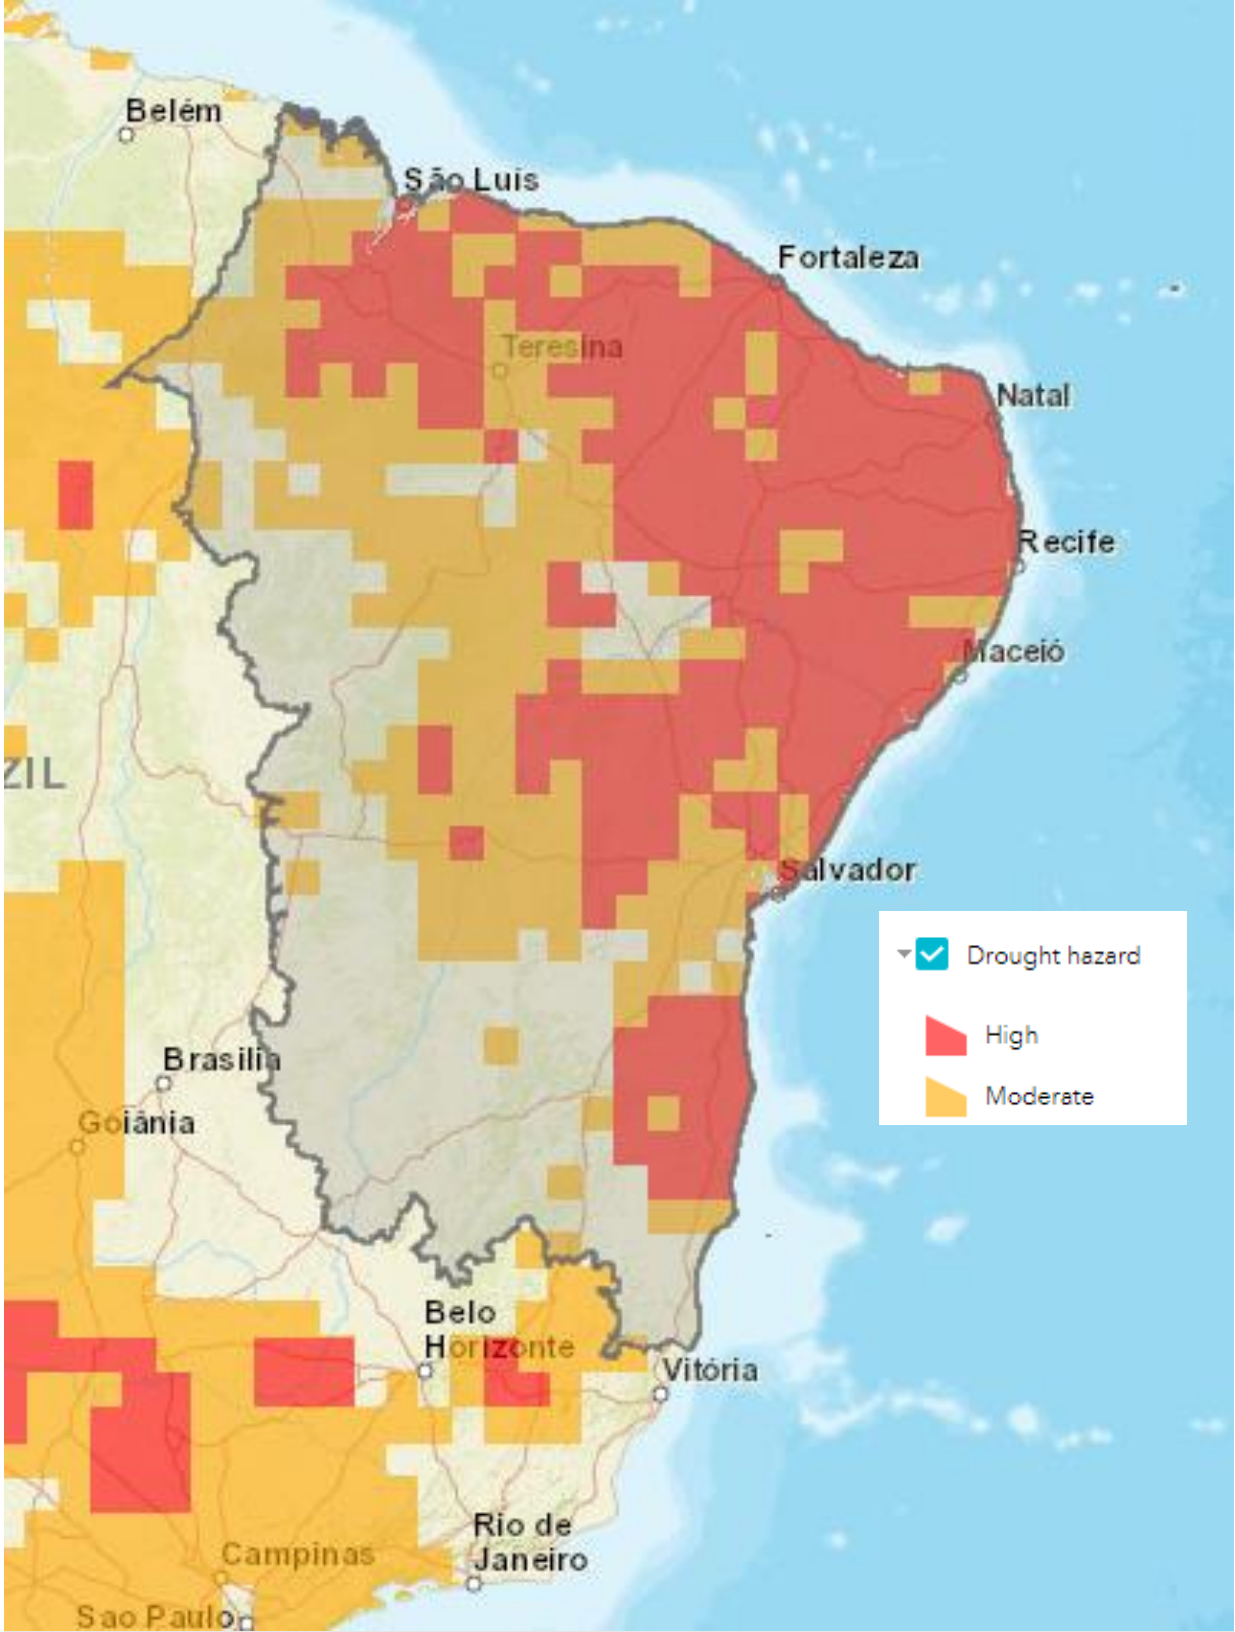 Belém
São Luís
Fortaleza
Teresina
Natal
Recife
Maceió
ZIL
Salvador
Drought hazard
High
Moderate
Brasilia
Goiânia
Belo
Horizonte
Vitória
Rio de
Janeiro
Campinas
Sao Paulo